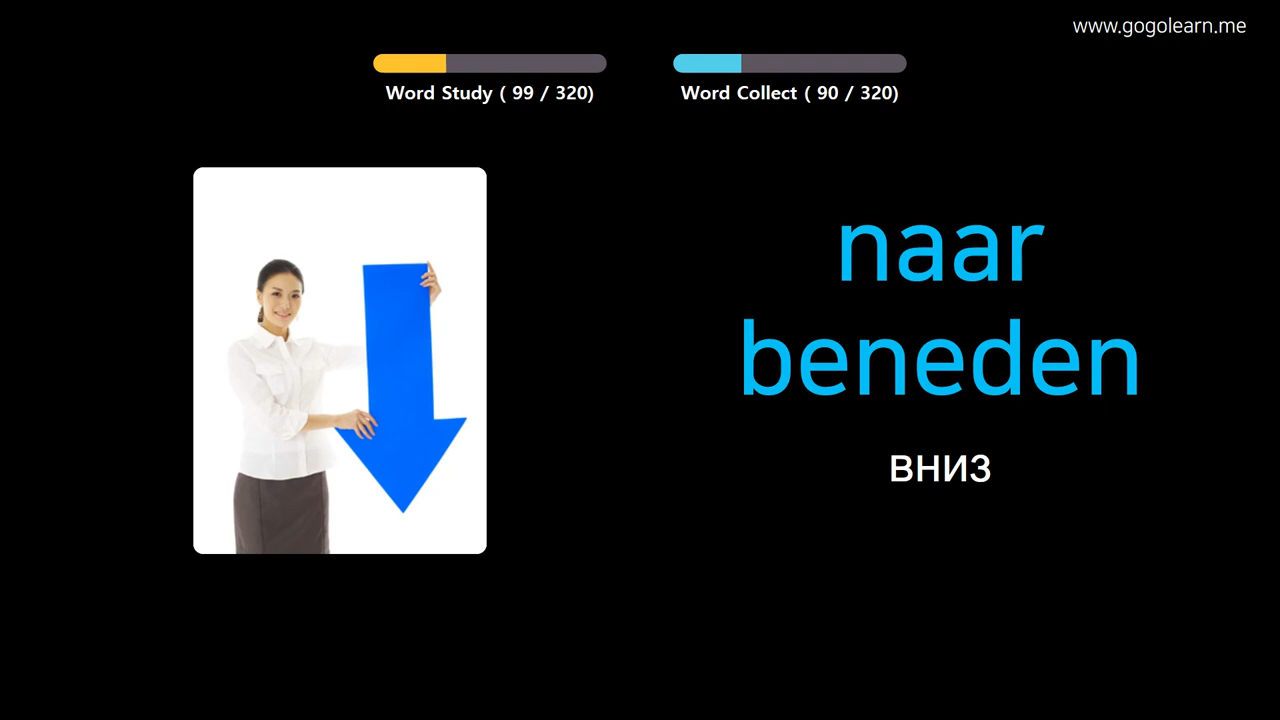 www.gogolearn.me
Word Study ( 99 / 320)
Word Collect ( 90 / 320)
naar
beneden
вниз